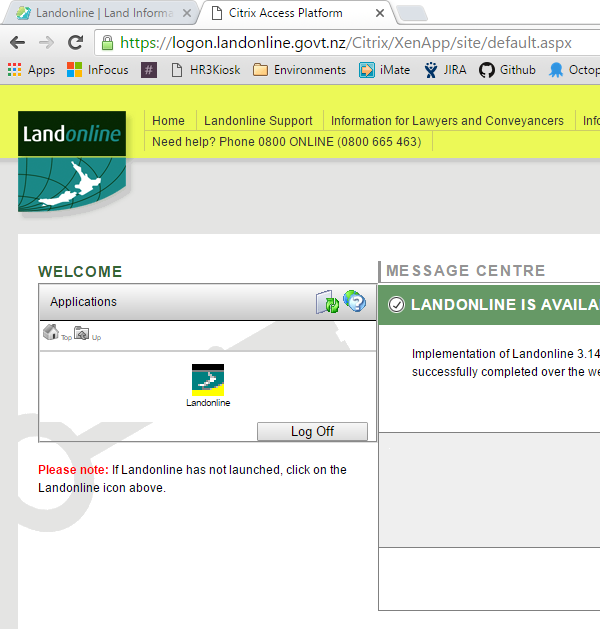 Landonline | Land Informa
Citrix Access Platform
https://logon.landonline.govt.nz/Citrix/XenApp/site/default.aspx
Apps
InFocus
#
HR3Kiosk
Environments
iMate
JIRA
Github
Octop
Landonline
Home
Landonline Support
Information for Lawyers and Conveyancers
Info
Need help? Phone 0800 ONLINE (0800 665 463)
WELCOME
Applications
Top
Up
Landonline
Log Off
Please note: If Landonline has not launched, click on the
Landonline icon above.
MESSAGE CENTRE
LANDONLINE IS AVAILA
Implementation of Landonline 3.14
successfully completed over the we